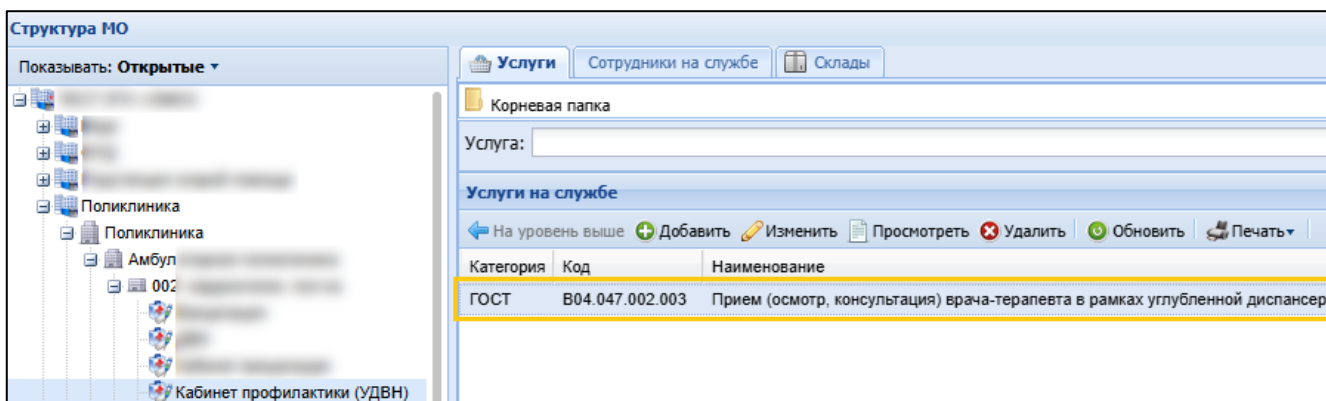 Структура МО
Показывать: Открытые
Поликлиника
Поликлиника
Амбул
002
Кабинет профилактики (УДВН)
Услуги Сотрудники на службе Склады
Корневая папка
Услуга:
Услуги на службе
На уровень выше Добавить Изменить Просмотреть Удалить Обновить Печать
Категория Код Наименование
ГОСТ B04.047.002.003 Прием (осмотр, консультация) врача-терапевта в рамках углубленной диспансер